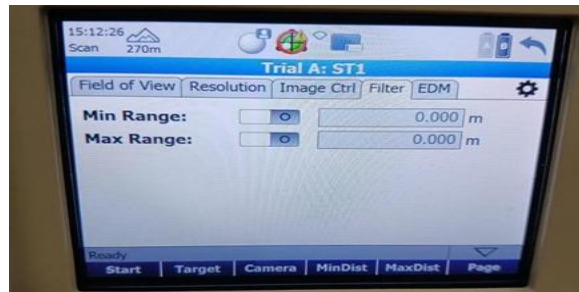 15:12:26
Scan 270m
Trial A: ST1
Field of View Resolution Image Ctrl Filter EDM
Min Range: 0.000 m
Max Range: 0.000 m
Ready
Start Target Camera MinDist MaxDist Page